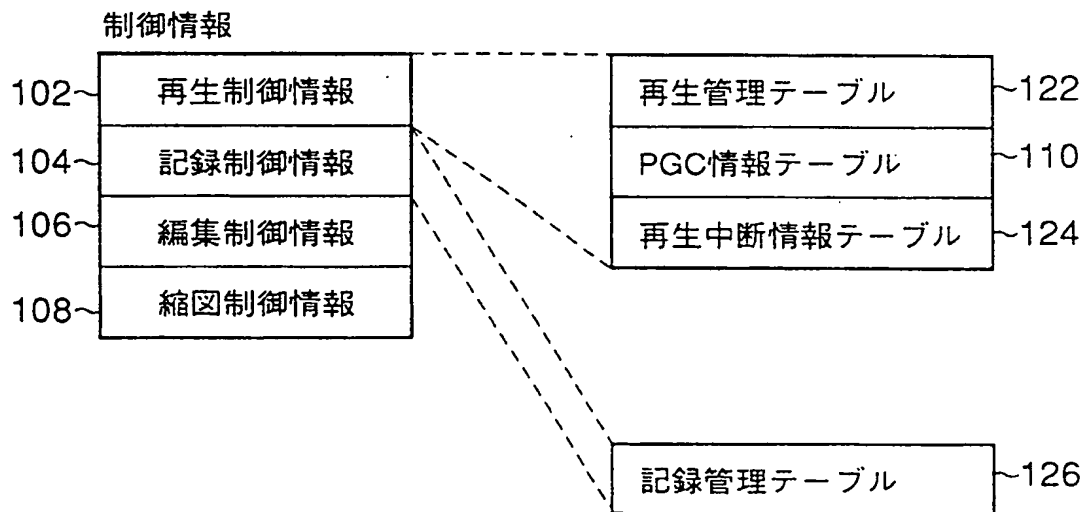 制御情報
102 再生制御情報
104 記録制御情報
106 編集制御情報
108 縮図制御情報
再生管理テーブル 122
PGC情報テーブル 110
再生中断情報テーブル 124
記録管理テーブル 126